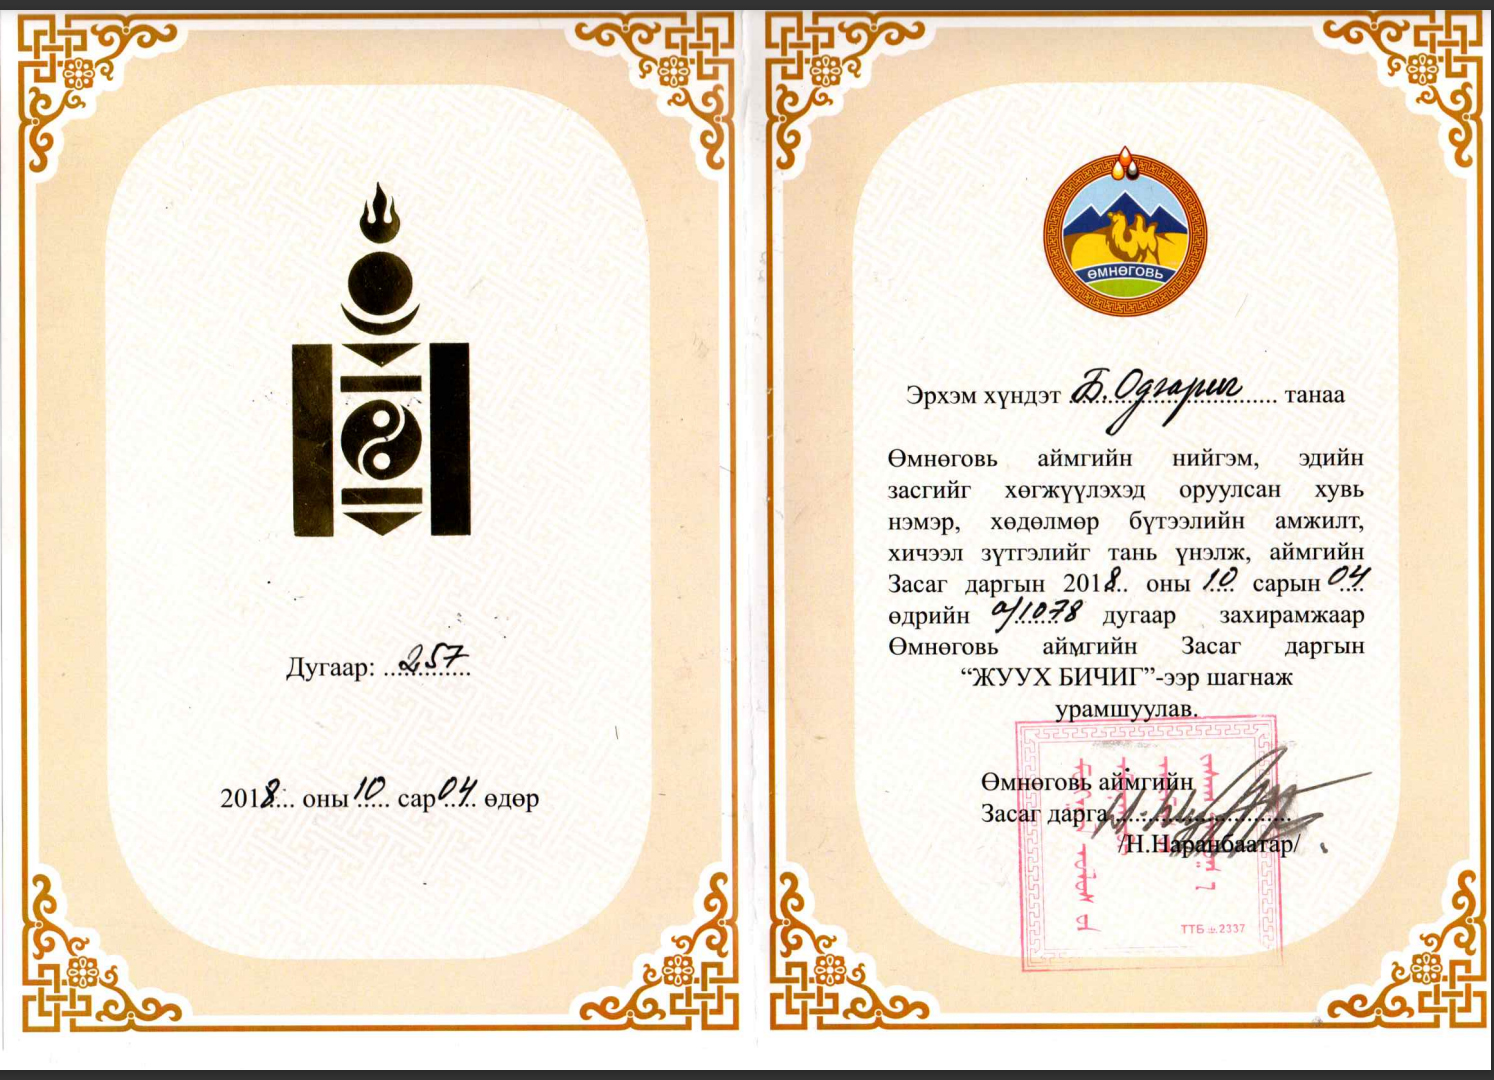 Дугаар: 257
2018 оны 10 сар 04 өдөр
ӨМНӨГОВЬ
Эрхэм хүндэт Б. Одгэрэл танаа
Өмнөговь аймгийн нийгэм, эдийн
засгийг хөгжүүлэхэд оруулсан хувь
нэмэр, хөдөлмөр бүтээлийн амжилт,
хичээл зүтгэлийг тань үнэлж, аймгийн
Засаг даргын 2018.. оны 10 сарын 04
өдрийн а/1078 дугаар захирамжаар
Өмнөговь аймгийн Засаг даргын
“ЖУУХ БИЧИГ”-ээр шагнаж
урамшуулав.
Өмнөговь аймгийн
Засаг дарга
/Н.Наранбаатар/
ТТБ 2337